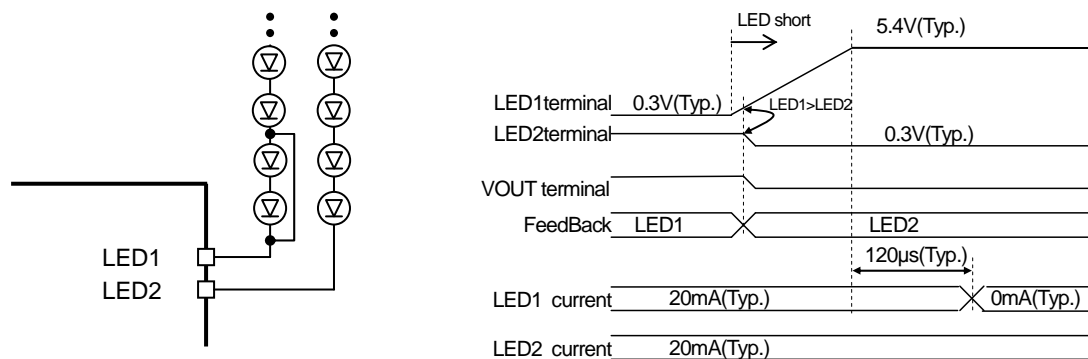 LED1
LED2
LED short
5.4V(Typ.)
LED1terminal
0.3V(Typ.)
LED1>LED2
LED2terminal
0.3V(Typ.)
VOUT terminal
FeedBack
LED1
LED2
120µs(Typ.)
LED1 current
20mA(Typ.)
0mA(Typ.)
LED2 current
20mA(Typ.)